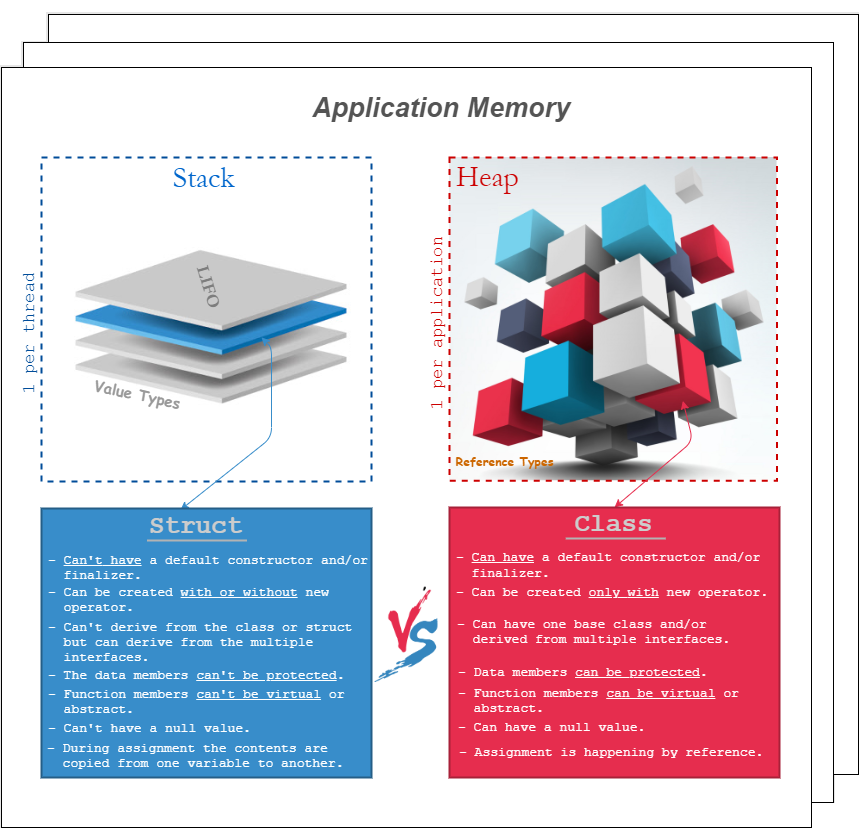 Application Memory
Stack
1 per thread
LIFO
Value Types
Heap
1 per application
Reference Types
Struct
- Can't have a default constructor and/or
finalizer.
- Can be created with or without new
operator.
- Can't derive from the class or struct
but can derive from the multiple
interfaces.
- The data members can't be protected.
- Function members can't be virtual or
abstract.
- Can't have a null value.
- During assignment the contents are
copied from one variable to another.
VS
Class
- Can have a default constructor and/or
finalizer.
- Can be created only with new operator.
- Can have one base class and/or
derived from multiple interfaces.
- Data members can be protected.
- Function members can be virtual or
abstract.
- Can have a null value.
- Assignment is happening by reference.